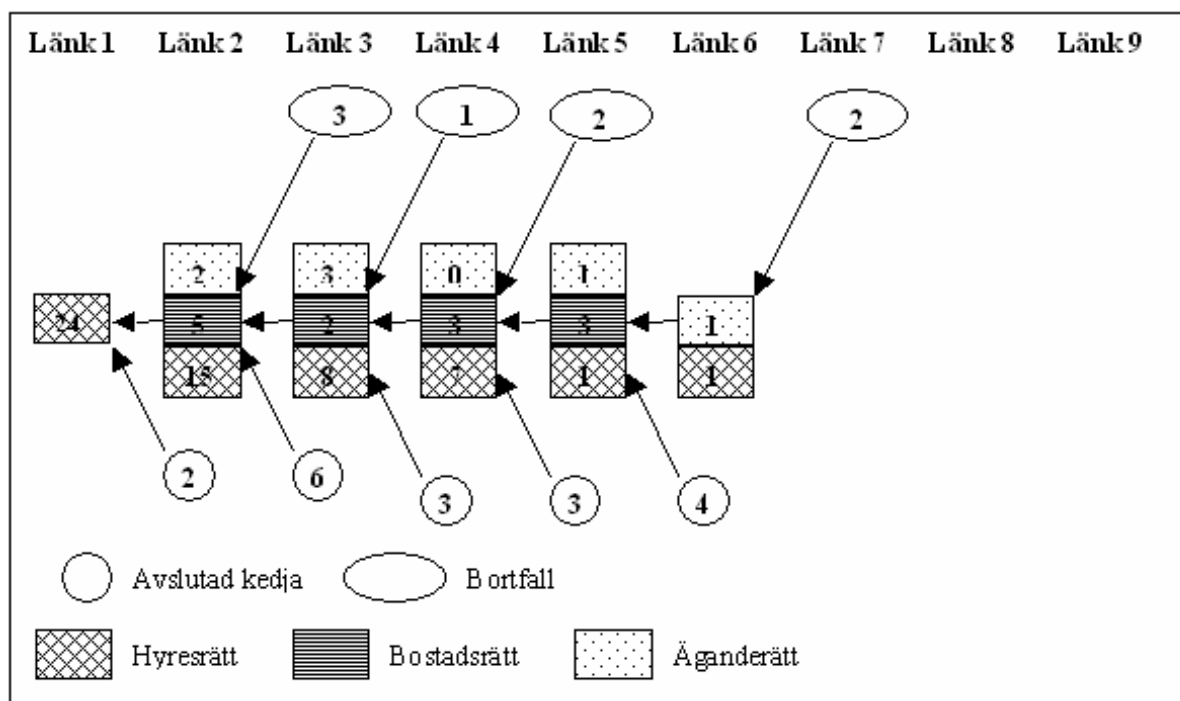 Länk 1 Länk 2 Länk 3 Länk 4 Länk 5 Länk 6 Länk 7 Länk 8 Länk 9
3 1 2 2
2 3 0 1
24 5 2 3 3 1
15 8 7 1 1
2 6 3 3 4
Avslutad kedja Bortfall
Hyresrätt Bostadsrätt Äganderätt